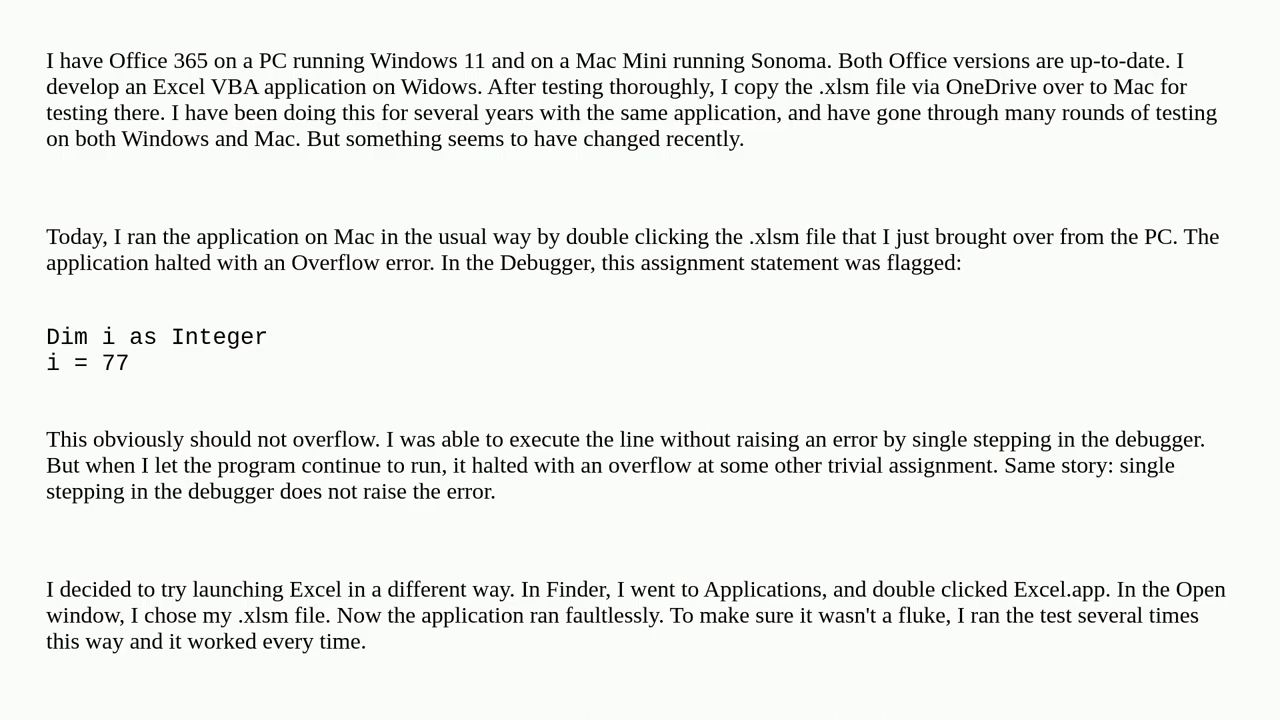 I have Office 365 on a PC running Windows 11 and on a Mac Mini running Sonoma. Both Office versions are up-to-date. I
develop an Excel VBA application on Widows. After testing thoroughly, I copy the .xlsm file via OneDrive over to Mac for
testing there. I have been doing this for several years with the same application, and have gone through many rounds of testing
on both Windows and Mac. But something seems to have changed recently.
Today, I ran the application on Mac in the usual way by double clicking the .xlsm file that I just brought over from the PC. The
application halted with an Overflow error. In the Debugger, this assignment statement was flagged:
Dim i as Integer
i = 77
This obviously should not overflow. I was able to execute the line without raising an error by single stepping in the debugger.
But when I let the program continue to run, it halted with an overflow at some other trivial assignment. Same story: single
stepping in the debugger does not raise the error.
I decided to try launching Excel in a different way. In Finder, I went to Applications, and double clicked Excel.app. In the Open
window, I chose my .xlsm file. Now the application ran faultlessly. To make sure it wasn't a fluke, I ran the test several times
this way and it worked every time.